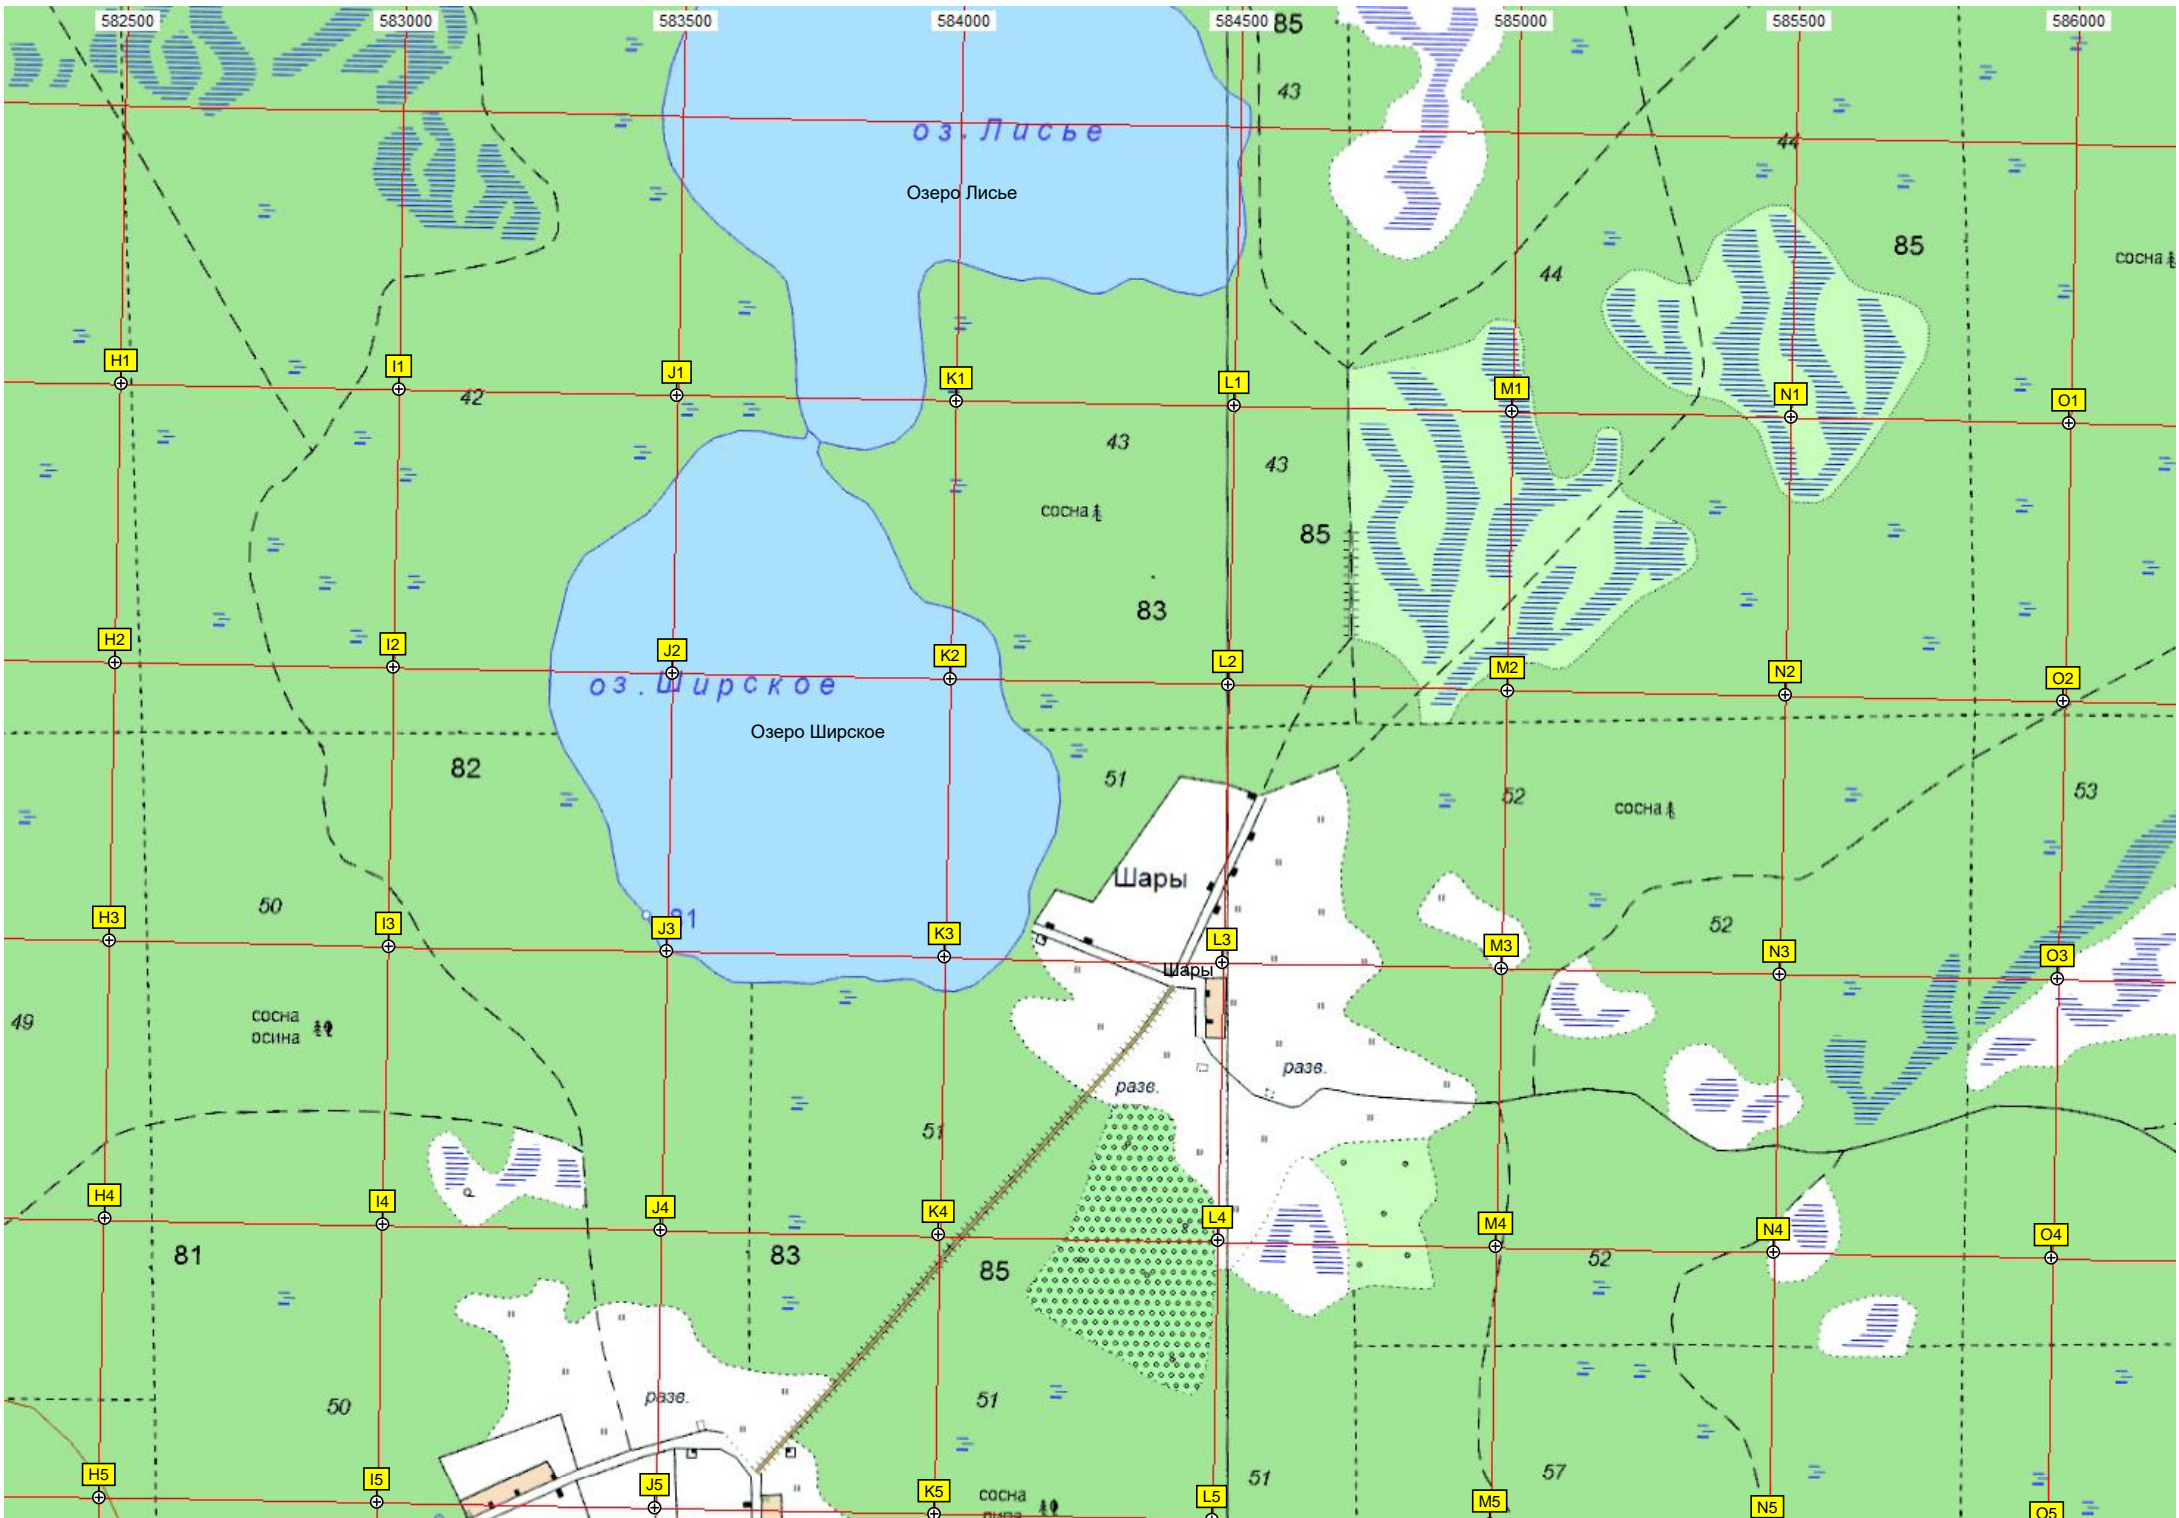 582500 583000 583500 584000 584500 585000 585500 586000
85
43
оз. Лисье
44
Озеро Лисье
85
сосна
44
H1 I1 J1 K1 L1 M1 N1 O1
42
43
43
сосна
85
83
H2 I2 J2 K2 L2 M2 N2 O2
оз. Ширское
Озеро Ширское
82
51
52
сосна
53
Шары
50
81
52
H3 I3 J3 K3 L3 M3 N3 O3
Шары
49
сосна
осина
разв.
разв.
51
H4 I4 J4 K4 L4 M4 N4 O4
81
83
85
52
50
разв.
51
51
57
H5 I5 J5 K5 L5 M5 N5 O5
сосна